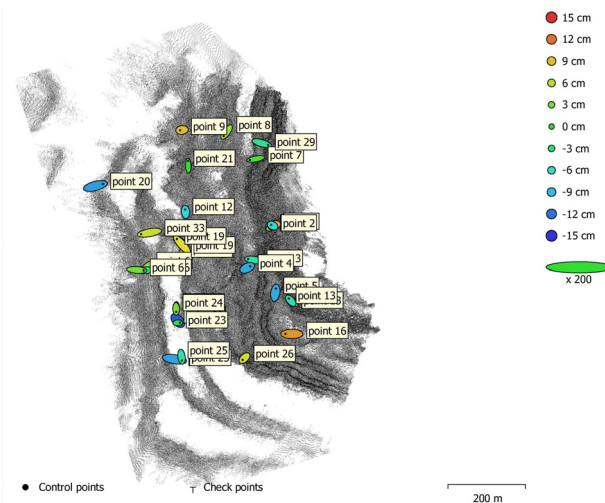 15 cm
12 cm
9 cm
6 cm
3 cm
0 cm
-3 cm
-6 cm
-9 cm
-12 cm
-15 cm
x 200
point 9
point 8
point 29
point 7
point 21
point 20
point 12
point 2
point 33
point 19
point 19
3
point 4
point 6
point 5
point 13
point 24
point 23
point 16
point 25
point 26
Control points
Check points
200 m